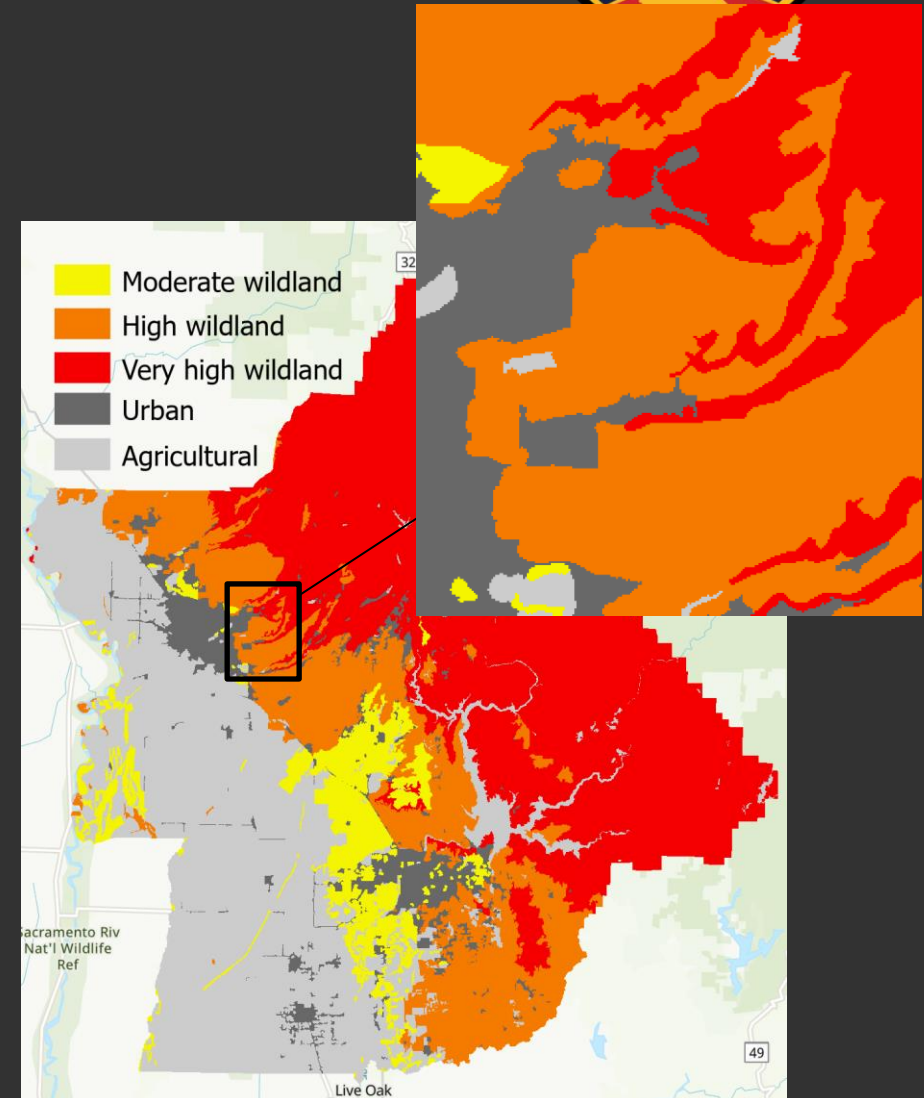 32
Moderate wildland
High wildland
Very high wildland
Urban
Agricultural
Sacramento Riv
Nat'l Wildlife
Ref
49
Live Oak